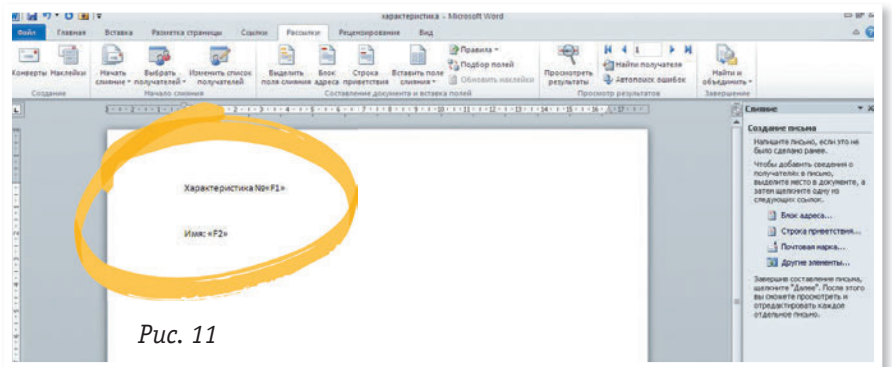 характеристика - Microsoft Word
Файл Главная Вставка Разметка страницы Ссылки Рассылки Рецензирование Вид
Конверты Наклейки
Начать слияние Выбрать получателей Изменить список получателей
Выделить поля слияния Блок адреса Строка приветствия Вставить поле слияния
Правила
Подбор полей
Обновить наклейки
Просмотреть результаты
1
Найти получателя
Автопоиск ошибок
Найти и объединить
Создание Начало слияния Составление документа и вставка полей Просмотр результатов Завершение
Слияние
Создание письма
Напишите письмо, если это не
было сделано ранее.
Чтобы добавить сведения о
получателях в письмо,
выделите место в документе, а
затем щелкните одну из
следующих ссылок.
Блок адреса...
Строка приветствия...
Почтовая марка...
Другие элементы...
Завершив составление письма,
щелкните "Далее". После этого
вы сможете просмотреть и
отредактировать каждое
отдельное письмо.
Характеристика №«F1»
Имя: «F2»
Рис. 11